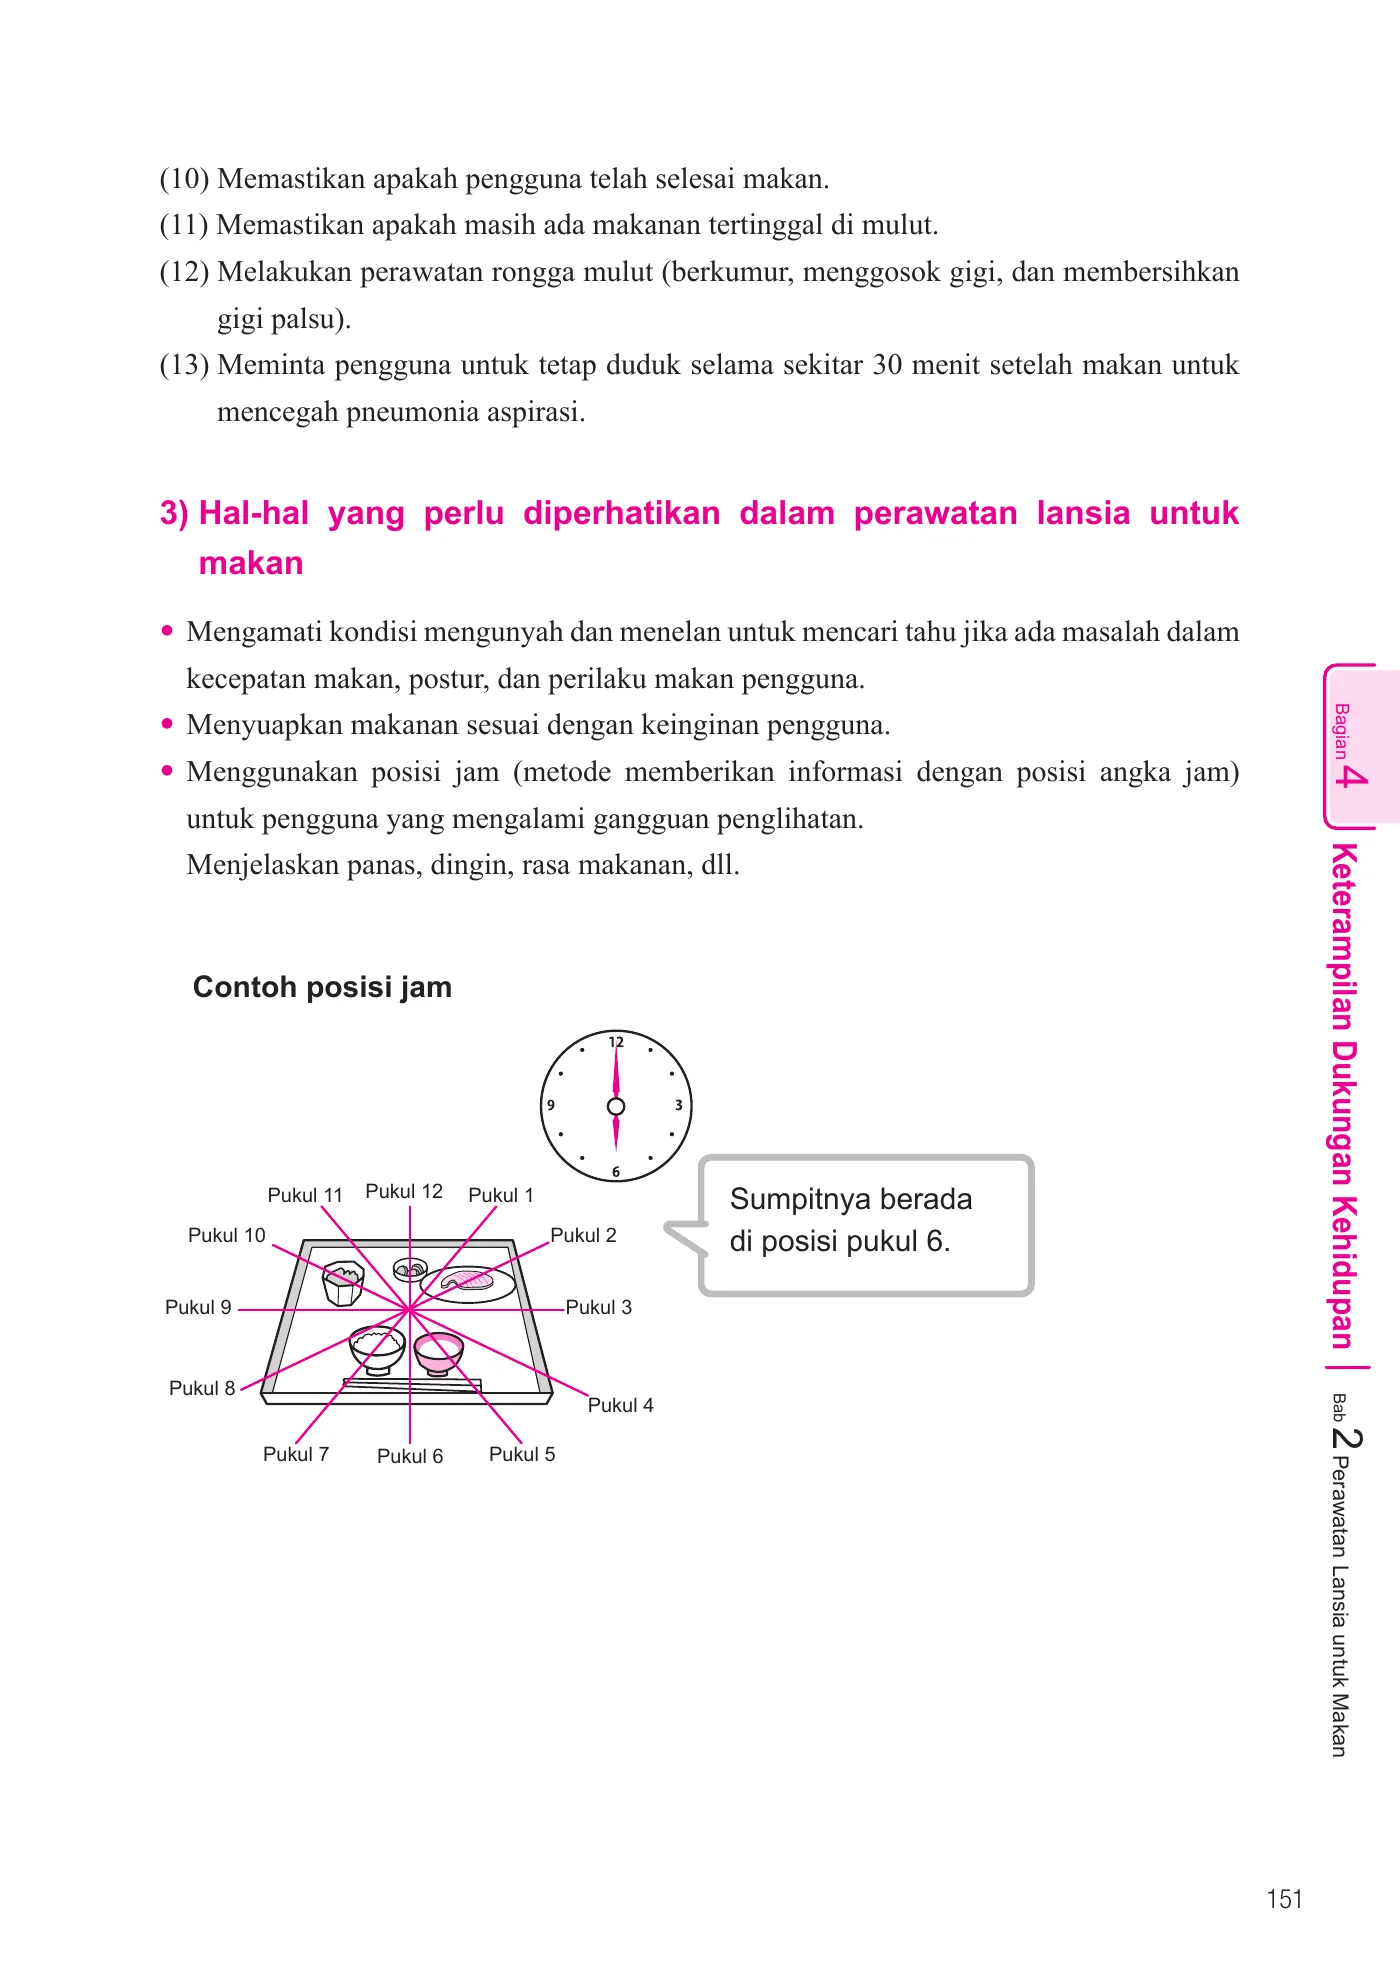 (10) Memastikan apakah pengguna telah selesai makan.
(11) Memastikan apakah masih ada makanan tertinggal di mulut.
(12) Melakukan perawatan rongga mulut (berkumur, menggosok gigi, dan membersihkan
gigi palsu).
(13) Meminta pengguna untuk tetap duduk selama sekitar 30 menit setelah makan untuk
mencegah pneumonia aspirasi.
3) Hal-hal yang perlu diperhatikan dalam perawatan lansia untuk
makan
• Mengamati kondisi mengunyah dan menelan untuk mencari tahu jika ada masalah dalam
kecepatan makan, postur, dan perilaku makan pengguna.
• Menyuapkan makanan sesuai dengan keinginan pengguna.
• Menggunakan posisi jam (metode memberikan informasi dengan posisi angka jam)
untuk pengguna yang mengalami gangguan penglihatan.
Menjelaskan panas, dingin, rasa makanan, dll.
Contoh posisi jam
12
9
3
6
Sumpitnya berada
di posisi pukul 6.
Pukul 11
Pukul 12
Pukul 1
Pukul 10
Pukul 2
Pukul 9
Pukul 3
Pukul 8
Pukul 4
Pukul 7
Pukul 6
Pukul 5
Bagian 4
Keterampilan Dukungan Kehidupan
Bab 2 Perawatan Lansia untuk Makan
151